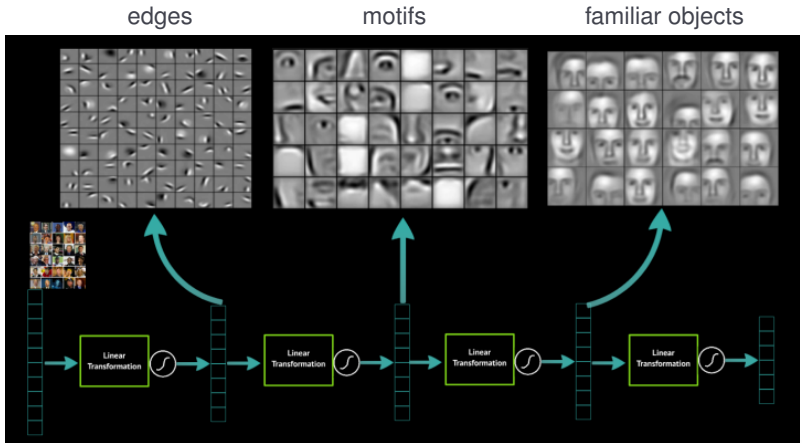 edges
motifs
familiar objects
Linear
Transformation
Linear
Transformation
Linear
Transformation
Linear
Transformation